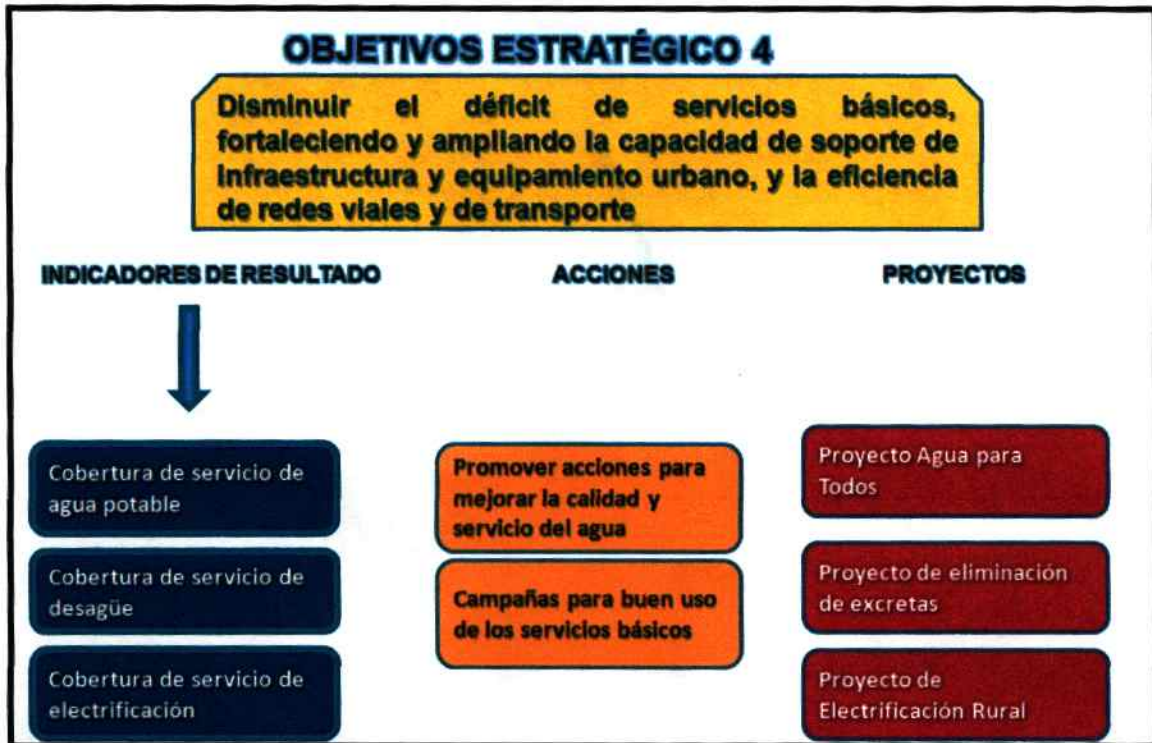 OBJETIVOS ESTRATÉGICO 4
Disminuir el déficit de servicios básicos,
fortaleciendo y ampliando la capacidad de soporte de
infraestructura y equipamiento urbano, y la eficiencia
de redes viales y de transporte
INDICADORES DE RESULTADO
Cobertura de servicio de
agua potable
Cobertura de servicio de
desagüe
Cobertura de servicio de
electrificación
ACCIONES
Promover acciones para
mejorar la calidad y
servicio del agua
Campañas para buen uso
de los servicios básicos
PROYECTOS
Proyecto Agua para
Todos
Proyecto de eliminación
de excretas
Proyecto de
Electrificación Rural